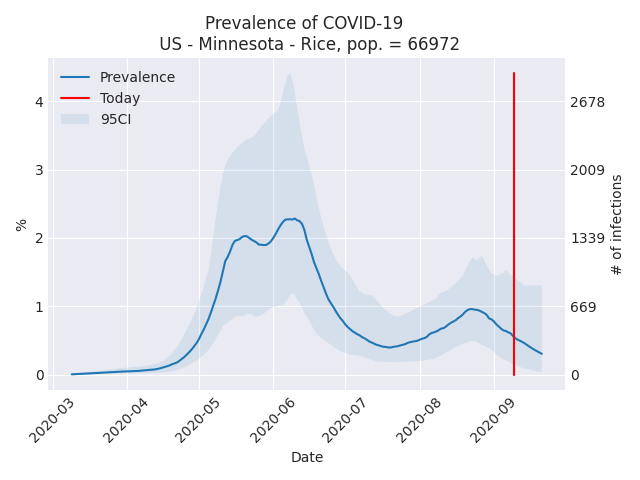 Prevalence of COVID-19
US - Minnesota - Rice, pop. = 66972
Prevalence
Today
95CI
4
3
2
1
0
%
2678
2009
1339
669
0
# of infections
2020-03
2020-04
2020-05
2020-06
2020-07
2020-08
2020-09
Date